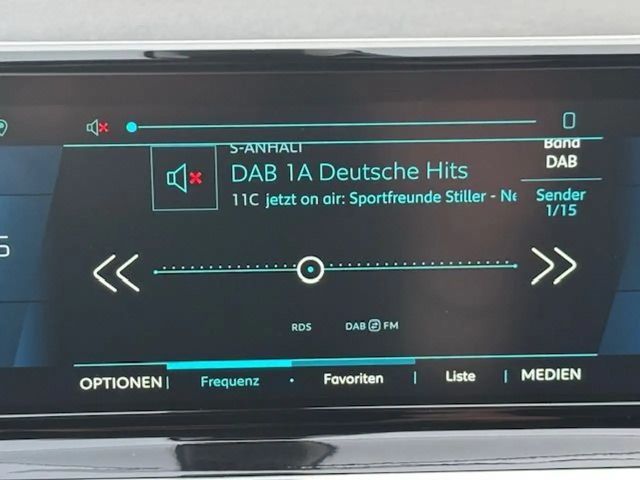 S-ANHALT
Band
DAB
DAB 1A Deutsche Hits
11C jetzt on air: Sportfreunde Stiller - Ne
Sender
1/15
RDS DAB FM
OPTIONEN | Frequenz • Favoriten | Liste | MEDIEN